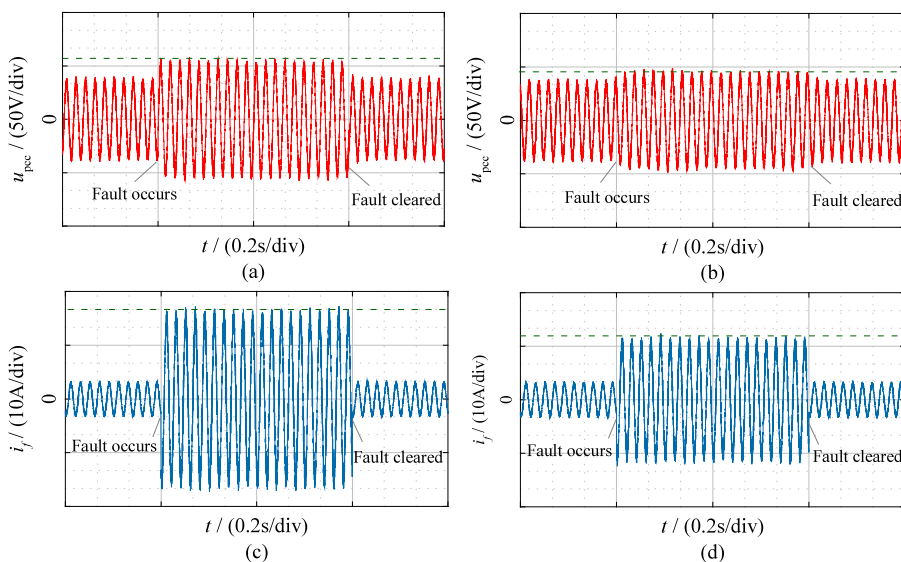 u_pcc / (50V/div)
0
Fault occurs
Fault cleared
t / (0.2s/div)
(a)
u_pcc / (50V/div)
0
Fault occurs
Fault cleared
t / (0.2s/div)
(b)
i_f / (10A/div)
0
Fault occurs
Fault cleared
t / (0.2s/div)
(c)
i_f / (10A/div)
0
Fault occurs
Fault cleared
t / (0.2s/div)
(d)